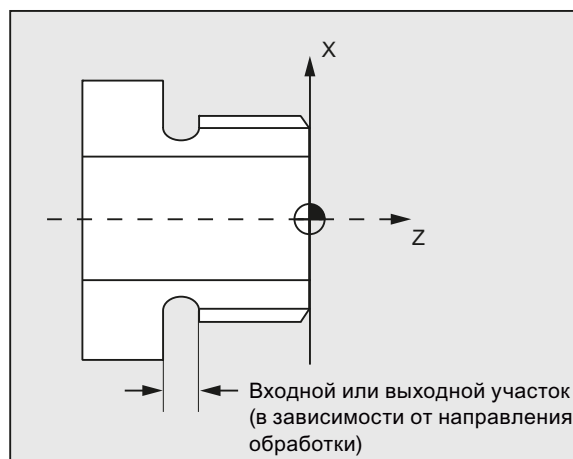 X
Z
Входной или выходной участок
(в зависимости от направления
обработки)